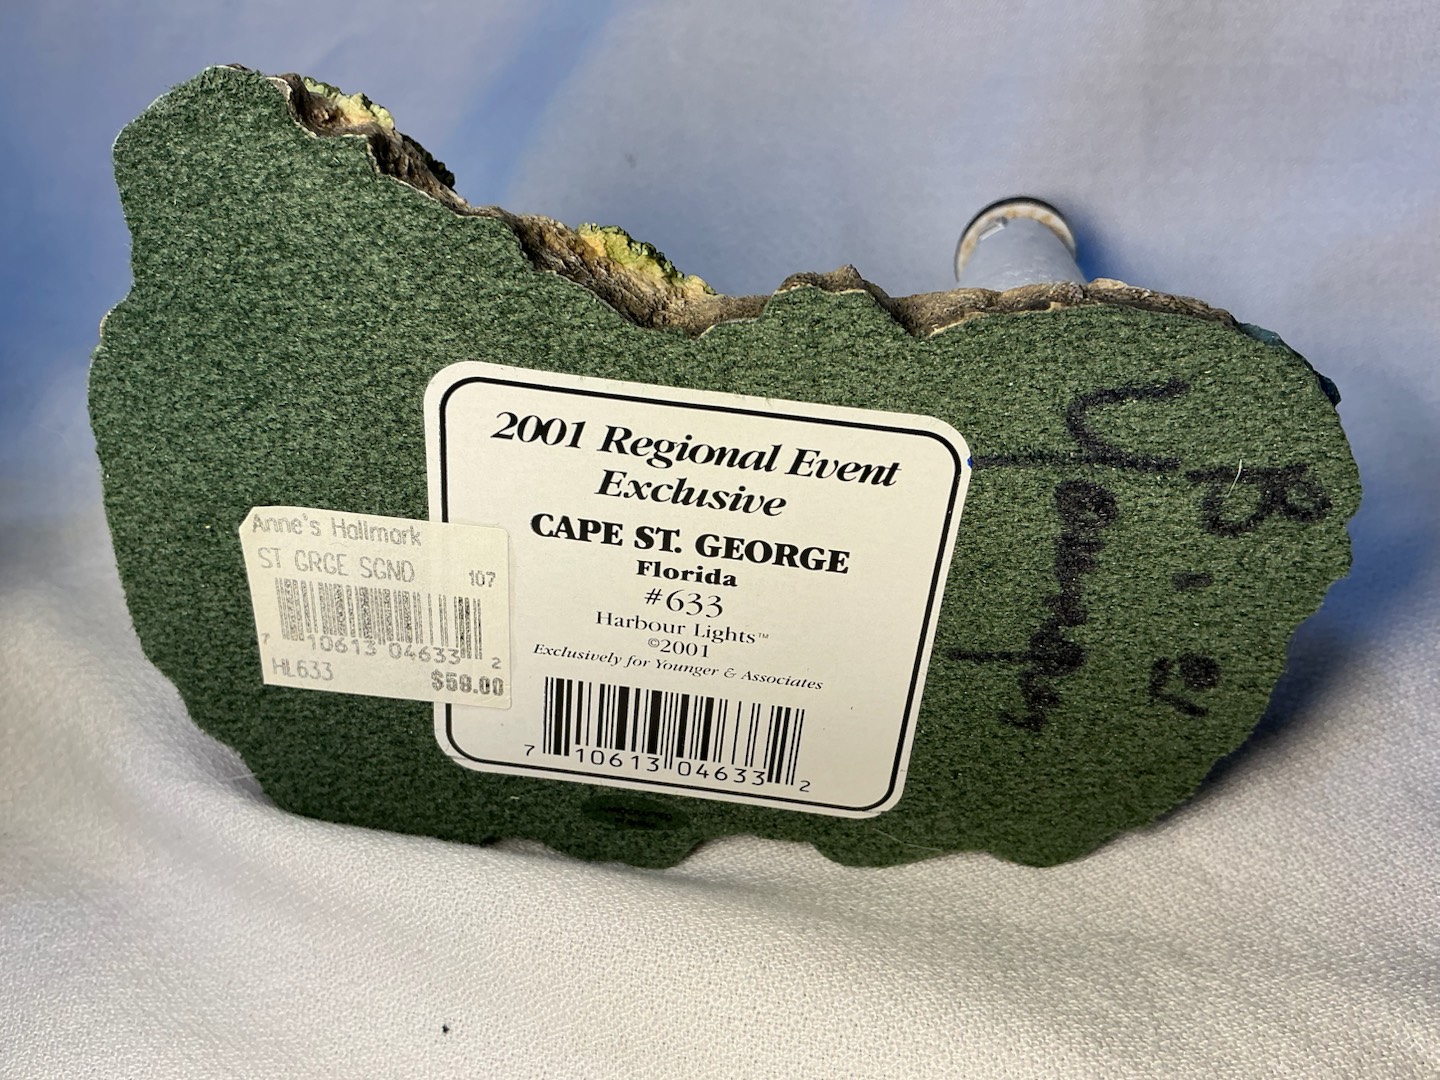 2001 Regional Event
Exclusive
CAPE ST. GEORGE
Florida
#633
Harbour Lights™
©2001
Exclusively for Younger & Associates
7 10613 04633 2
Anne's Hallmark
ST GRGE SGND 107
7 10613 04633 2
HL633 $58.00